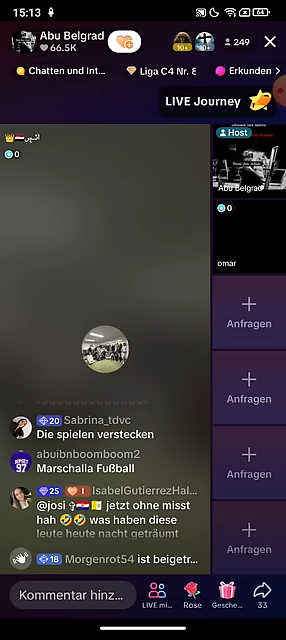 15:13
64
Abu Belgrad
66.5K
10+
10+
249
Chatten und Int...
Liga C4 Nr. 8
Erkunden
LIVE Journey
0
Host
Abu Belgrad
0
omar
Anfragen
Anfragen
Anfragen
Anfragen
20 Sabrina_tdvc
Die spielen verstecken
abuibnboomboom2
Marschalla Fußball
25 I IsabelGutierrezHal...
@josi jetzt ohne misst
hah 🤣🤣 was haben diese
leute heute nacht geträumt
18 Morgenrot54 ist beigetr...
Kommentar hinz...
LIVE mi...
Rose
Gesche...
33